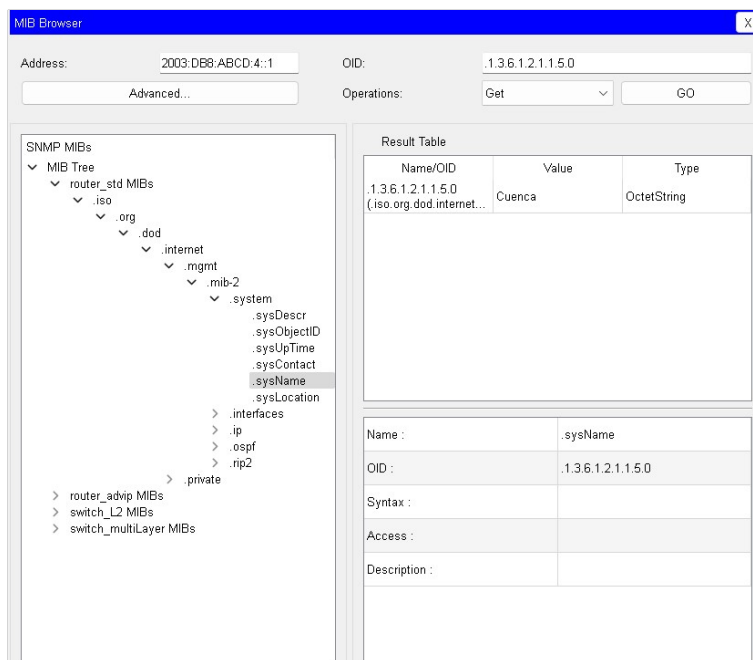 MIB Browser
X
Address:
2003:DB8:ABCD:4::1
OID:
.1.3.6.1.2.1.1.5.0
Advanced...
Operations:
Get
GO
SNMP MIBs
MIB Tree
router_std MIBs
.iso
.org
.dod
.internet
.mgmt
.mib-2
.system
.sysDescr
.sysObjectID
.sysUpTime
.sysContact
.sysName
.sysLocation
.interfaces
.ip
.ospf
.rip2
.private
router_advip MIBs
switch_L2 MIBs
switch_multiLayer MIBs
Result Table
Name/OID Value Type
.1.3.6.1.2.1.1.5.0
(.iso.org.dod.internet...
Cuenca
OctetString
Name : .sysName
OID : .1.3.6.1.2.1.1.5.0
Syntax :
Access :
Description :